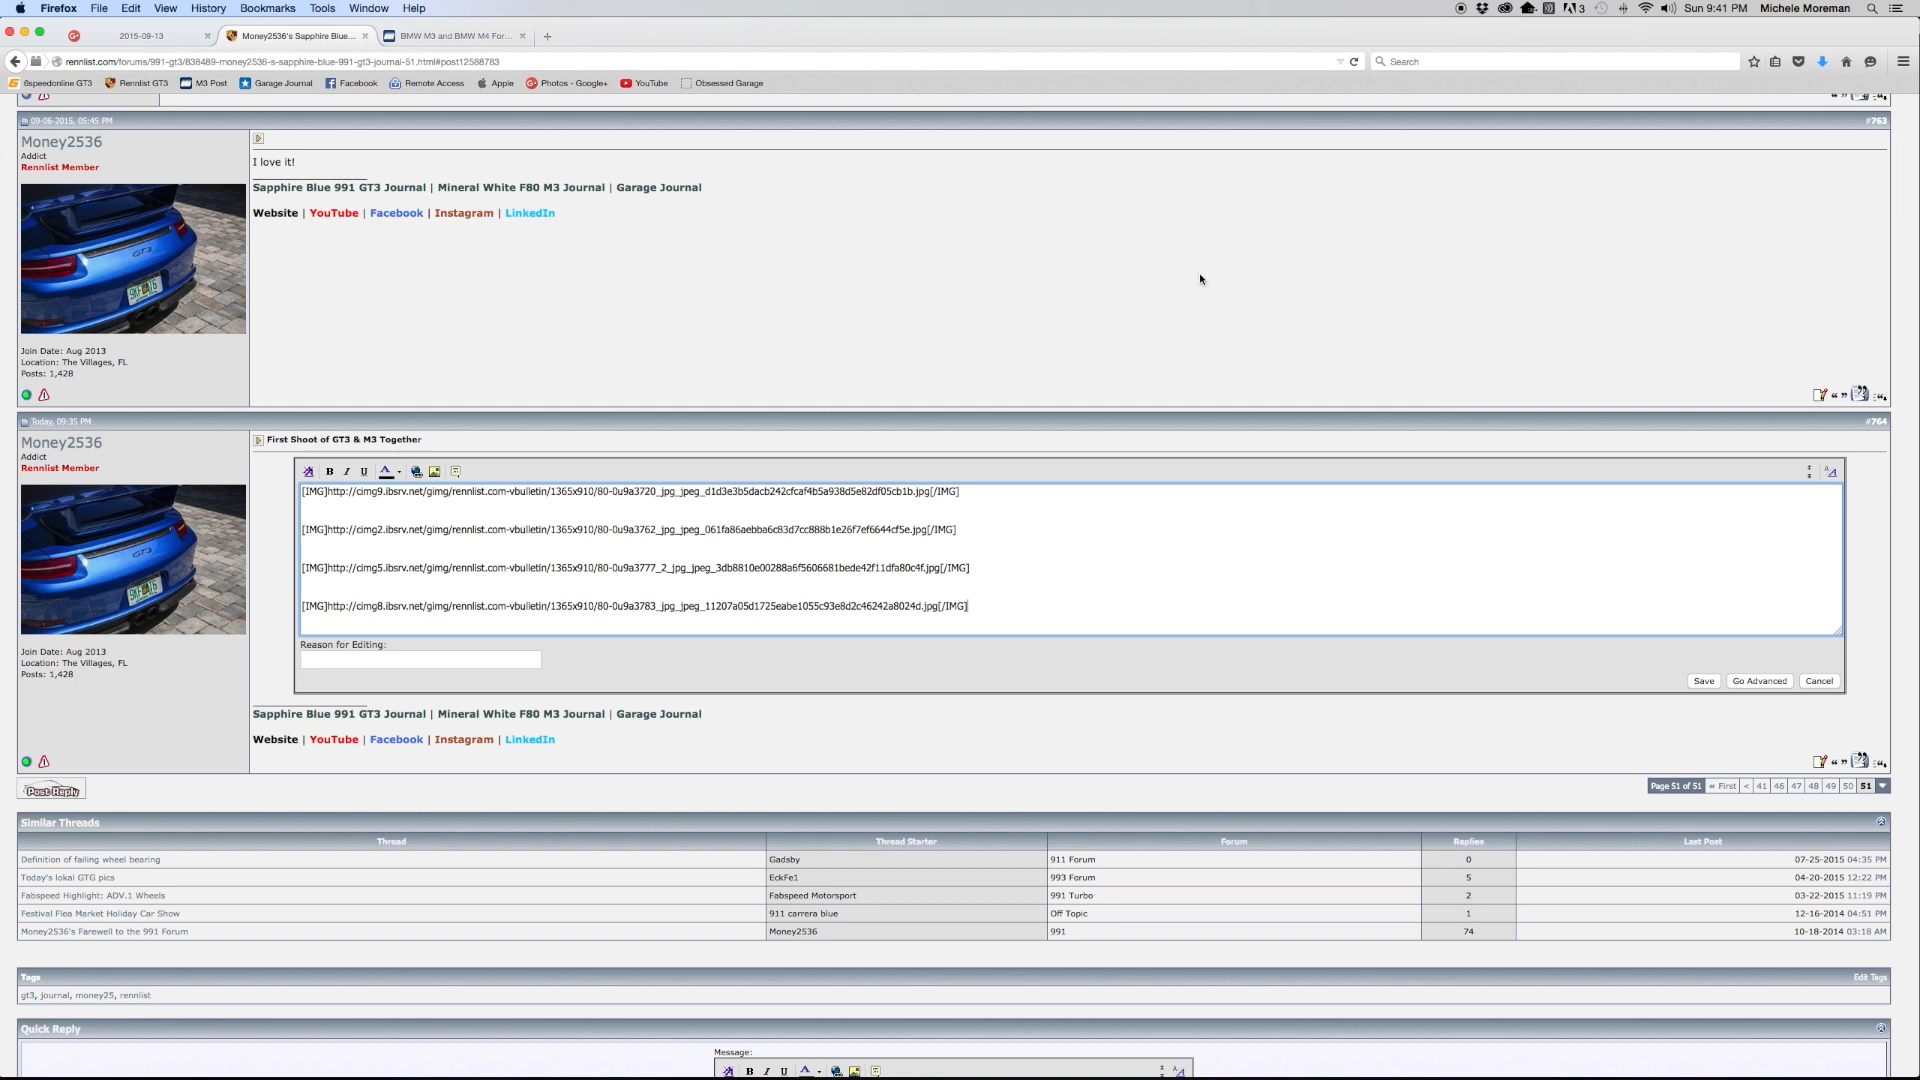 Firefox File Edit View History Bookmarks Tools Window Help
3 Sun 9:41 PM Michele Moreman
2015-09-13 Money2536's Sapphire Blue... BMW M3 and BMW M4 For...
rennlist.com/forums/991-gt3/838489-money2536-s-sapphire-blue-991-gt3-journal-51.html#post12588783
Search
6speedonline GT3 Rennlist GT3 M3 Post Garage Journal Facebook Remote Access Apple Photos - Google+ YouTube Obsessed Garage
09-06-2015, 05:45 PM
#763
Money2536
Addict
Rennlist Member
I love it!
Sapphire Blue 991 GT3 Journal | Mineral White F80 M3 Journal | Garage Journal
Website | YouTube | Facebook | Instagram | LinkedIn
GT3
Join Date: Aug 2013
Location: The Villages, FL
Posts: 1,428
Today, 09:35 PM
#764
Money2536
Addict
Rennlist Member
First Shoot of GT3 & M3 Together
B I U A
[IMG]http://cimg9.ibsrv.net/gimg/rennlist.com-vbulletin/1365x910/80-0u9a3720_jpg_jpeg_d1d3e3b5dacb242cfcaf4b5a938d5e82df05cb1b.jpg[/IMG]
[IMG]http://cimg2.ibsrv.net/gimg/rennlist.com-vbulletin/1365x910/80-0u9a3762_jpg_jpeg_061fa86aebba6c83d7cc888b1e26f7ef6644cf5e.jpg[/IMG]
[IMG]http://cimg5.ibsrv.net/gimg/rennlist.com-vbulletin/1365x910/80-0u9a3777_2_jpg_jpeg_3db8810e00288a6f5606681bede42f11dfa80c4f.jpg[/IMG]
[IMG]http://cimg8.ibsrv.net/gimg/rennlist.com-vbulletin/1365x910/80-0u9a3783_jpg_jpeg_11207a05d1725eabe1055c93e8d2c46242a8024d.jpg[/IMG]
Reason for Editing:
Save Go Advanced Cancel
GT3
Join Date: Aug 2013
Location: The Villages, FL
Posts: 1,428
Sapphire Blue 991 GT3 Journal | Mineral White F80 M3 Journal | Garage Journal
Website | YouTube | Facebook | Instagram | LinkedIn
Post Reply
Page 51 of 51 « First < 41 46 47 48 49 50 51
Similar Threads
Thread Thread Starter Forum Replies Last Post
Definition of failing wheel bearing Gadsby 911 Forum 0 07-25-2015 04:35 PM
Today's lokal GTG pics EckFe1 993 Forum 5 04-20-2015 12:22 PM
Fabspeed Highlight: ADV.1 Wheels Fabspeed Motorsport 991 Turbo 2 03-22-2015 11:19 PM
Festival Flea Market Holiday Car Show 911 carrera blue Off Topic 1 12-16-2014 04:51 PM
Money2536's Farewell to the 991 Forum Money2536 991 74 10-18-2014 03:18 AM
Tags
Edit Tags
gt3, journal, money25, rennlist
Quick Reply
Message:
B I U A